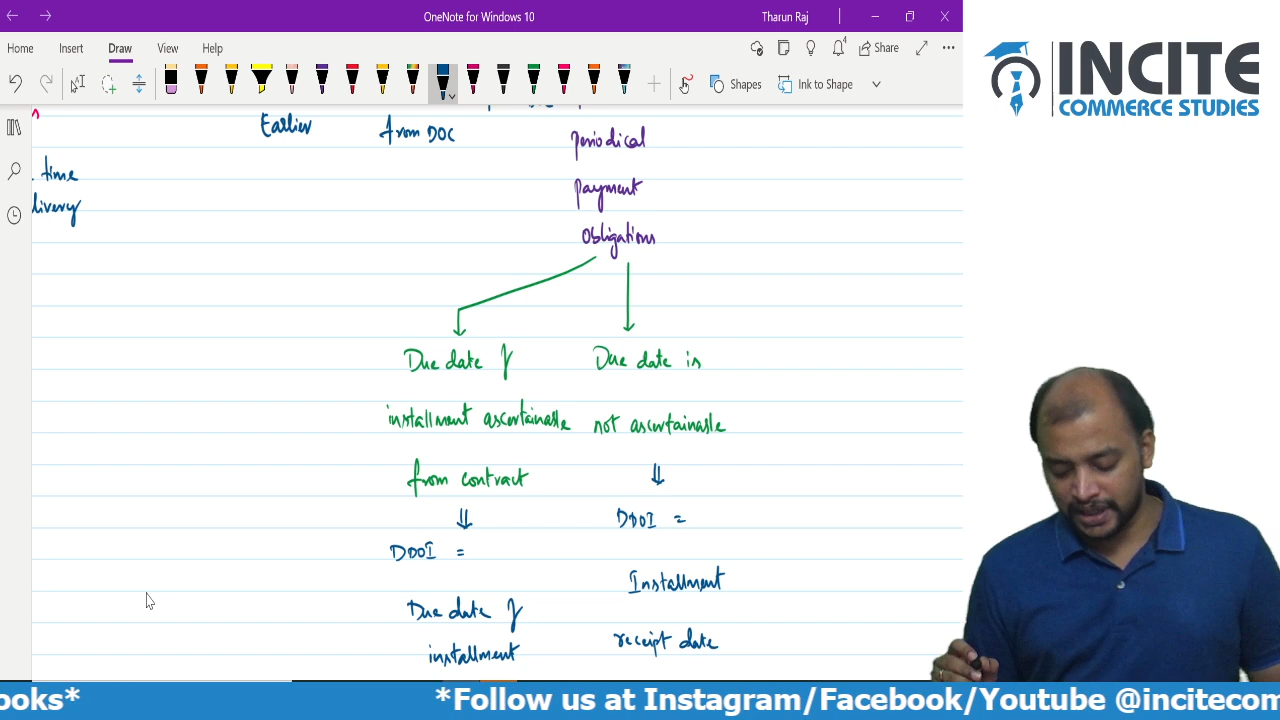 OneNote for Windows 10
Tharun Raj
Home Insert Draw View Help
4
Share
Shapes
Ink to Shape
INCITE
COMMERCE STUDIES
Earlier
from DOC
time
livery
periodical
payment
obligations
Due date of
installment ascertainable
from contract
⇓
DDOI =
Due date of
installment
Due date is
not ascertainable
⇓
DDOI =
Installment
receipt date
ooks* *Follow us at Instagram/Facebook/Youtube @incitecom